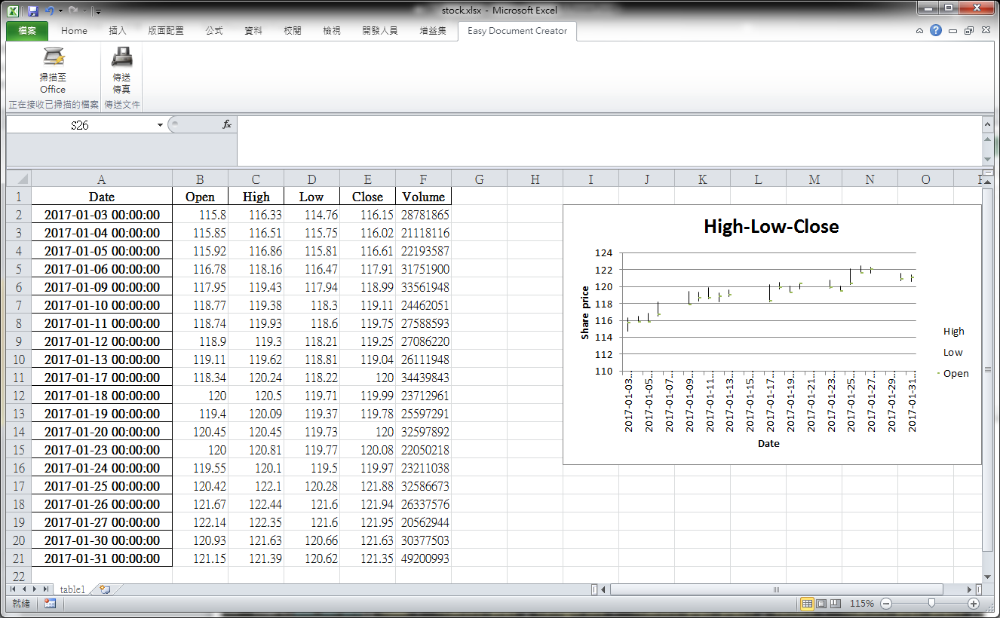 stock.xlsx - Microsoft Excel
檔案 Home 插入 版面配置 公式 資料 校閱 檢視 開發人員 增益集 Easy Document Creator
掃描至 傳送
Office 傳真
正在接收已掃描的檔案 傳送文件
S26 fx
A B C D E F G H I J K L M N O
1 Date Open High Low Close Volume
2 2017-01-03 00:00:00 115.8 116.33 114.76 116.15 28781865
3 2017-01-04 00:00:00 115.85 116.51 115.75 116.02 21118116
4 2017-01-05 00:00:00 115.92 116.86 115.81 116.61 22193587
5 2017-01-06 00:00:00 116.78 118.16 116.47 117.91 31751900
6 2017-01-09 00:00:00 117.95 119.43 117.94 118.99 33561948
7 2017-01-10 00:00:00 118.77 119.38 118.3 119.11 24462051
8 2017-01-11 00:00:00 118.74 119.93 118.6 119.75 27588593
9 2017-01-12 00:00:00 118.9 119.3 118.21 119.25 27086220
10 2017-01-13 00:00:00 119.11 119.62 118.81 119.04 26111948
11 2017-01-17 00:00:00 118.34 120.24 118.22 120 34439843
12 2017-01-18 00:00:00 120 120.5 119.71 119.99 23712961
13 2017-01-19 00:00:00 119.4 120.09 119.37 119.78 25597291
14 2017-01-20 00:00:00 120.45 120.45 119.73 120 32597892
15 2017-01-23 00:00:00 120 120.81 119.77 120.08 22050218
16 2017-01-24 00:00:00 119.55 120.1 119.5 119.97 23211038
17 2017-01-25 00:00:00 120.42 122.1 120.28 121.88 32586673
18 2017-01-26 00:00:00 121.67 122.44 121.6 121.94 26337576
19 2017-01-27 00:00:00 122.14 122.35 121.6 121.95 20562944
20 2017-01-30 00:00:00 120.93 121.63 120.66 121.63 30377503
21 2017-01-31 00:00:00 121.15 121.39 120.62 121.35 49200993
22
High-Low-Close
Share price
124
122
120
118
116
114
112
110
2017-01-03... 2017-01-05... 2017-01-07... 2017-01-09... 2017-01-11... 2017-01-13... 2017-01-15... 2017-01-17... 2017-01-19... 2017-01-21... 2017-01-23... 2017-01-25... 2017-01-27... 2017-01-29... 2017-01-31...
Date
High
Low
Open
table1
就緒 115%